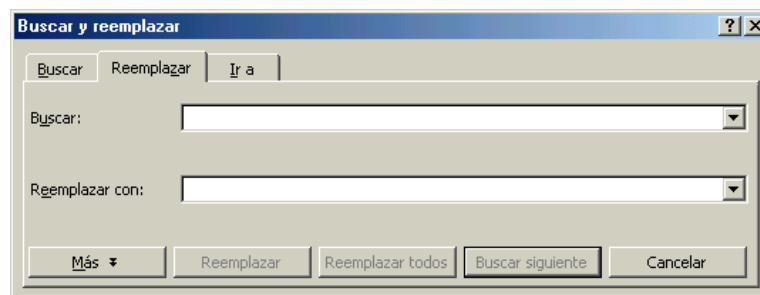 Buscar y reemplazar
Buscar Reemplazar Ir a
Buscar:
Reemplazar con:
Más Reemplazar Reemplazar todos Buscar siguiente Cancelar